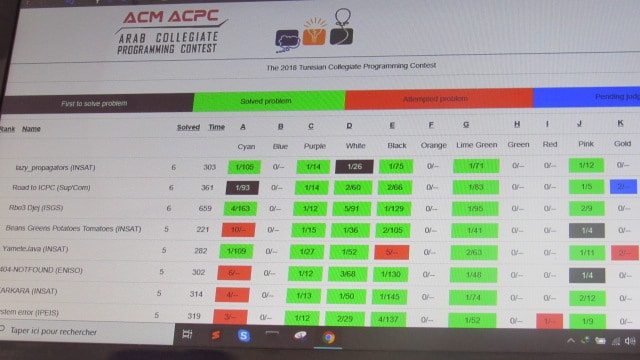 ACM ACPC
ARAB COLLEGIATE
PROGRAMMING CONTEST
The 2018 Tunisian Collegiate Programming Contest
First to solve problem Solved problem Attempted problem Pending
Rank Name Solved Time A B C D E F G H I J K
Cyan Blue Purple White Black Orange Lime Green Green Red Pink Gold
lazy_propagators (INSAT) 6 303 1/105 0/-- 1/14 1/26 1/75 0/-- 1/71 0/-- 0/-- 1/12 0/--
Road to ICPC (Sup'Com) 6 361 1/93 0/-- 1/14 2/60 2/66 0/-- 1/83 0/-- 0/-- 1/5
Rbo3 Djej (ISGS) 6 659 4/163 0/-- 1/12 5/91 1/129 0/-- 1/95 0/-- 0/-- 2/9 0/--
Beans Greens Potatoes Tomatoes (INSAT) 5 221 10/-- 0/-- 1/15 1/36 2/105 0/-- 1/41 0/-- 0/-- 1/4 0/--
YameteJava (INSAT) 5 282 1/109 0/-- 1/27 1/52 5/-- 0/-- 2/63 0/-- 0/-- 1/11 2/--
404-NOTFOUND (ENISO) 5 302 6/-- 0/-- 1/12 3/68 1/130 0/-- 1/48 0/-- 0/-- 1/4 0/--
ARKARA (INSAT) 5 314 4/-- 0/-- 1/13 1/50 1/145 0/-- 1/74 0/-- 0/-- 2/12 0/--
stem error (IPEIS) 5 319 3/-- 0/-- 1/12 2/29 4/137 0/-- 1/52 0/-- 1/-- 1/9 0/--
Taper ici pour rechercher